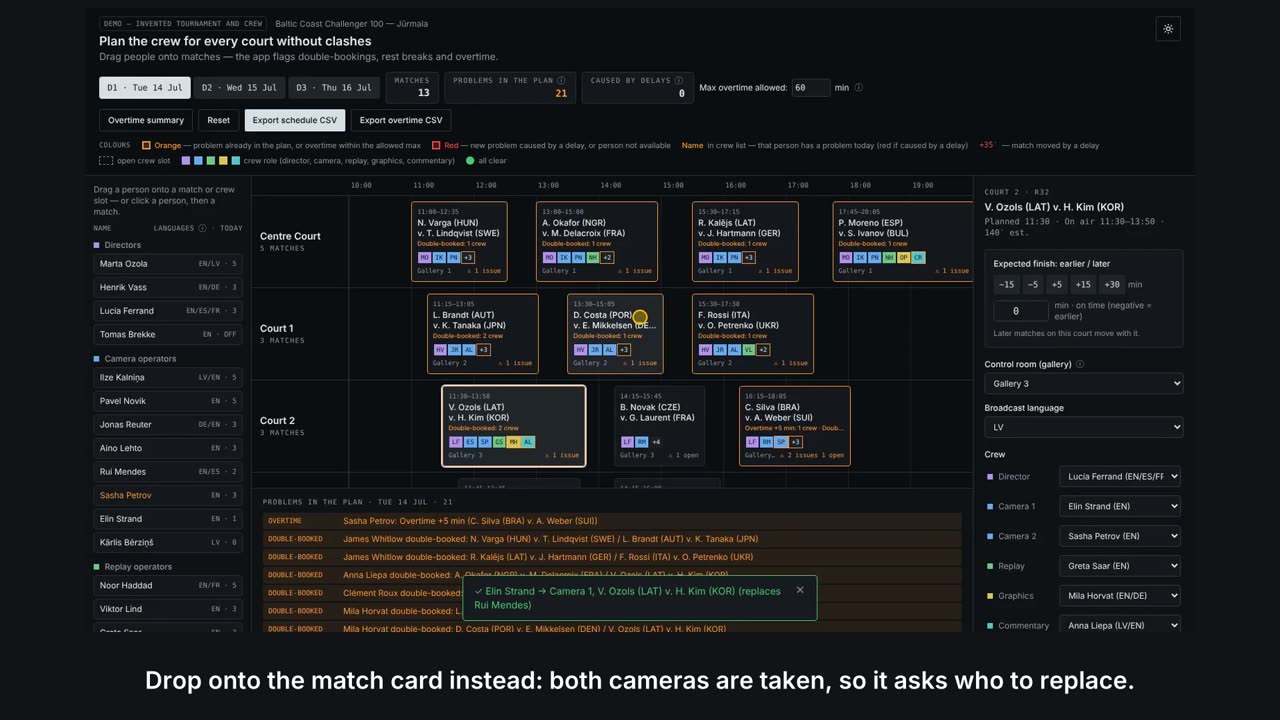 DEMO — INVENTED TOURNAMENT AND CREW Baltic Coast Challenger 100 — Jūrmala
Plan the crew for every court without clashes
Drag people onto matches — the app flags double-bookings, rest breaks and overtime.
D1 · Tue 14 Jul
D2 · Wed 15 Jul
D3 · Thu 16 Jul
MATCHES
13
PROBLEMS IN THE PLAN ⓘ
21
CAUSED BY DELAYS ⓘ
0
Max overtime allowed: 60 min ⓘ
Overtime summary
Reset
Export schedule CSV
Export overtime CSV
COLOURS Orange — problem already in the plan, or overtime within the allowed max Red — new problem caused by a delay, or person not available Name in crew list — that person has a problem today (red if caused by a delay) +35 — match moved by a delay
open crew slot crew role (director, camera, replay, graphics, commentary) all clear
Drag a person onto a match or crew
slot — or click a person, then a
match.
NAME LANGUAGES ⓘ · TODAY
Directors
Marta Ozola EN/LV · 5
Henrik Vass EN/DE · 3
Lucia Ferrand EN/ES/FR · 3
Tomas Brekke EN · OFF
Camera operators
Ilze Kalniņa LV/EN · 5
Pavel Novik EN · 5
Jonas Reuter DE/EN · 3
Aino Lehto EN · 3
Rui Mendes EN/ES · 2
Sasha Petrov EN · 3
Elin Strand EN · 1
Kārlis Bērziņš LV · 0
Replay operators
Noor Haddad EN/FR · 5
Viktor Lind EN · 3
10:00 11:00 12:00 13:00 14:00 15:00 16:00 17:00 18:00 19:00
Centre Court
5 MATCHES
11:00–12:35
N. Varga (HUN)
v. T. Lindqvist (SWE)
Double-booked: 1 crew
MO IK PN +3
Gallery 1 ⚠ 1 issue
13:00–15:00
A. Okafor (NGR)
v. M. Delacroix (FRA)
Double-booked: 1 crew
MO IK PN NH +2
Gallery 1 ⚠ 1 issue
15:30–17:15
R. Kalējs (LAT)
v. J. Hartmann (GER)
Double-booked: 1 crew
MO IK PN +3
Gallery 1 ⚠ 1 issue
17:45–20:05
P. Moreno (ESP)
v. S. Ivanov (BUL)
Double-booked: 1 crew
MO IK PN NH OP CR
Gallery 1 ⚠ 1 issue
Court 1
3 MATCHES
11:15–13:05
L. Brandt (AUT)
v. K. Tanaka (JPN)
Double-booked: 2 crew
HV JR AL +3
Gallery 2 ⚠ 1 issue
13:30–15:05
D. Costa (POR)
v. E. Mikkelsen (DE…
Double-booked: 1 crew
HV JR AL +3
Gallery 2 ⚠ 1 issue
15:30–17:30
F. Rossi (ITA)
v. O. Petrenko (UKR)
Double-booked: 1 crew
HV JR AL VL +2
Gallery 2 ⚠ 1 issue
Court 2
3 MATCHES
11:30–13:50
V. Ozols (LAT)
v. H. Kim (KOR)
Double-booked: 2 crew
LF ES SP GS MH AL
Gallery 3 ⚠ 1 issue
14:15–15:45
B. Novak (CZE)
v. G. Laurent (FRA)
LF RM +4
Gallery 3 ⚠ 1 open
16:15–18:05
C. Silva (BRA)
v. A. Weber (SUI)
Overtime +5 min: 1 crew · Doub…
LF RM SP +3
Gallery… ⚠ 2 issues 1 open
PROBLEMS IN THE PLAN · TUE 14 JUL · 21
OVERTIME Sasha Petrov: Overtime +5 min (C. Silva (BRA) v. A. Weber (SUI))
DOUBLE-BOOKED James Whitlow double-booked: N. Varga (HUN) v. T. Lindqvist (SWE) / L. Brandt (AUT) v. K. Tanaka (JPN)
DOUBLE-BOOKED James Whitlow double-booked: R. Kalējs (LAT) v. J. Hartmann (GER) / F. Rossi (ITA) v. O. Petrenko (UKR)
DOUBLE-BOOKED Anna Liepa double-booked: A. Okafor (NGR) v. M. Delacroix (FRA) / V. Ozols (LAT) v. H. Kim (KOR)
DOUBLE-BOOKED Clément Roux double-booked:
DOUBLE-BOOKED Mila Horvat double-booked: L
DOUBLE-BOOKED Mila Horvat double-booked: D. Costa (POR) v. E. Mikkelsen (DEN) / V. Ozols (LAT) v. H. Kim (KOR)
✓ Elin Strand → Camera 1, V. Ozols (LAT) v. H. Kim (KOR) (replaces
Rui Mendes)
✕
COURT 2 · R32
V. Ozols (LAT) v. H. Kim (KOR)
Planned 11:30 · On air 11:30–13:50 ·
140′ est.
Expected finish: earlier / later
−15 −5 +5 +15 +30 min
0 min · on time (negative =
earlier)
Later matches on this court move with it.
Control room (gallery) ⓘ
Gallery 3
Broadcast language
LV
Crew
Director Lucia Ferrand (EN/ES/FF
Camera 1 Elin Strand (EN)
Camera 2 Sasha Petrov (EN)
Replay Greta Saar (EN)
Graphics Mila Horvat (EN/DE)
Commentary Anna Liepa (LV/EN)
Drop onto the match card instead: both cameras are taken, so it asks who to replace.